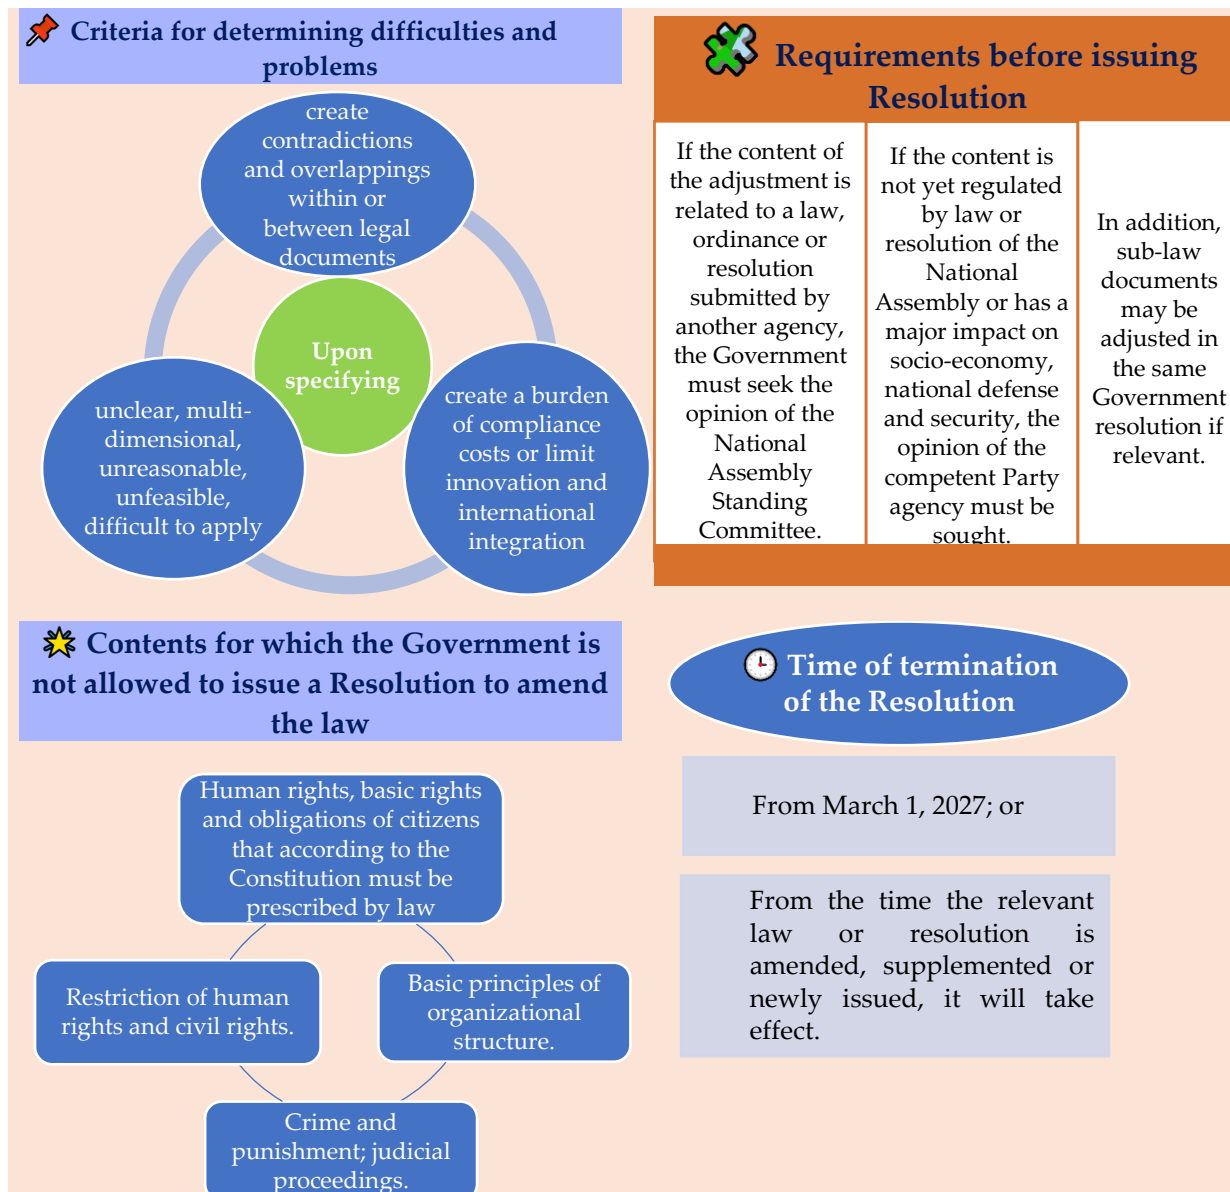 Criteria for determining difficulties and
problems
create
contradictions
and overlappings
within or
between legal
documents
Upon
specifying
unclear, multi-
dimensional,
unreasonable,
unfeasible,
difficult to apply
create a burden
of compliance
costs or limit
innovation and
international
integration
Requirements before issuing
Resolution
If the content of
the adjustment is
related to a law,
ordinance or
resolution
submitted by
another agency,
the Government
must seek the
opinion of the
National
Assembly
Standing
Committee.
If the content is
not yet regulated
by law or
resolution of the
National
Assembly or has a
major impact on
socio-economy,
national defense
and security, the
opinion of the
competent Party
agency must be
sought.
In addition,
sub-law
documents
may be
adjusted in
the same
Government
resolution if
relevant.
Contents for which the Government is
not allowed to issue a Resolution to amend
the law
Human rights, basic rights
and obligations of citizens
that according to the
Constitution must be
prescribed by law
Restriction of human
rights and civil rights.
Basic principles of
organizational
structure.
Crime and
punishment; judicial
proceedings.
Time of termination
of the Resolution
From March 1, 2027; or
From the time the relevant
law or resolution is
amended, supplemented or
newly issued, it will take
effect.